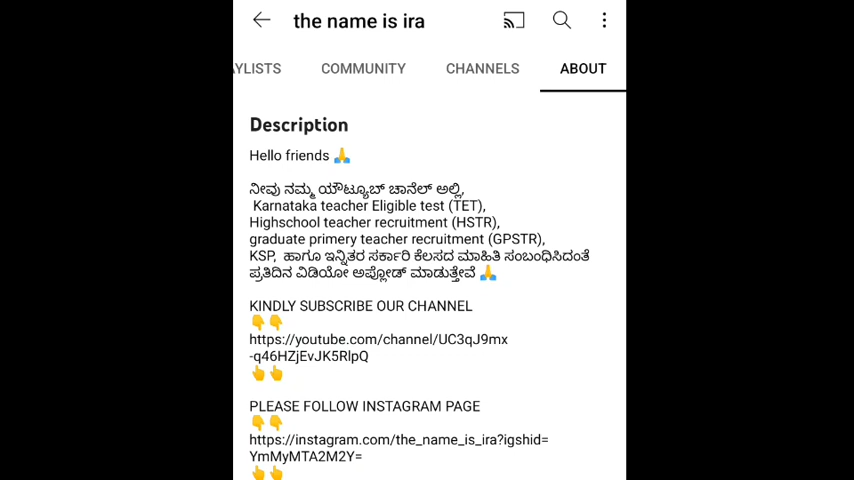 the name is ira
AYLISTS COMMUNITY CHANNELS ABOUT
Description
Hello friends 🙏
ನೀವು ನಮ್ಮ ಯೌಟ್ಯೂಬ್ ಚಾನೆಲ್ ಅಲ್ಲಿ,
Karnataka teacher Eligible test (TET),
Highschool teacher recruitment (HSTR),
graduate primery teacher recruitment (GPSTR),
KSP, ಹಾಗೂ ಇನ್ನಿತರ ಸರ್ಕಾರಿ ಕೆಲಸದ ಮಾಹಿತಿ ಸಂಬಂಧಿಸಿದಂತೆ
ಪ್ರತಿದಿನ ವಿಡಿಯೋ ಅಪ್ಲೋಡ್ ಮಾಡುತ್ತೇವೆ 🙏
KINDLY SUBSCRIBE OUR CHANNEL
👇👇
https://youtube.com/channel/UC3qJ9mx
-q46HZjEvJK5RlpQ
👆👆
PLEASE FOLLOW INSTAGRAM PAGE
👇👇
https://instagram.com/the_name_is_ira?igshid=
YmMyMTA2M2Y=
👆👆